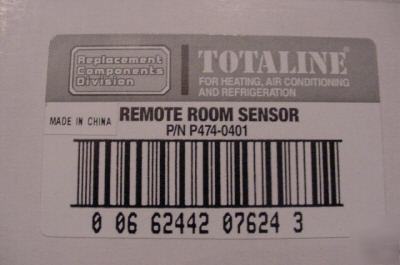 Replacement
Components
Division
TOTALINE®
FOR HEATING, AIR CONDITIONING
AND REFRIGERATION
MADE IN CHINA
REMOTE ROOM SENSOR
P/N P474-0401
0 06 62442 07624 3